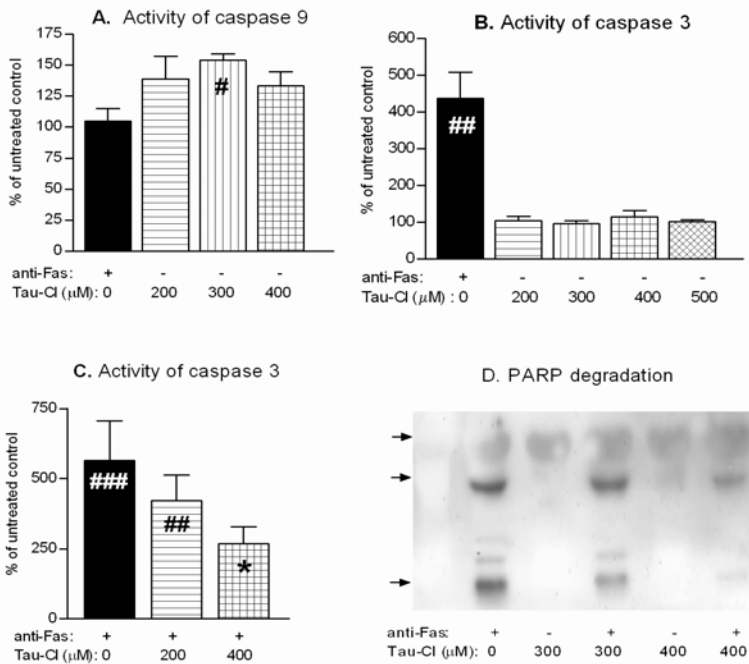 A. Activity of caspase 9
% of untreated control
175
150
125
100
75
50
25
0
#
anti-Fas: + - - -
Tau-Cl (μM): 0 200 300 400
B. Activity of caspase 3
% of untreated control
600
500
400
300
200
100
0
##
anti-Fas: + - - - -
Tau-Cl (μM) : 0 200 300 400 500
C. Activity of caspase 3
% of untreated control
750
500
250
0
###
##
*
anti-Fas: + + +
Tau-Cl (μM): 0 200 400
D. PARP degradation
anti-Fas: + - + - +
Tau-Cl (μM): 0 300 300 400 400